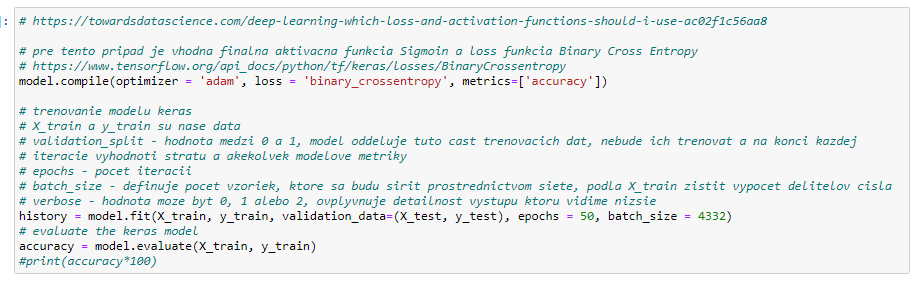 ]:
# https://towardsdatascience.com/deep-learning-which-loss-and-activation-functions-should-i-use-ac02f1c56aa8
# pre tento pripad je vhodna finalna aktivacna funkcia Sigmoin a loss funkcia Binary Cross Entropy
# https://www.tensorflow.org/api_docs/python/tf/keras/losses/BinaryCrossentropy
model.compile(optimizer = 'adam', loss = 'binary_crossentropy', metrics=['accuracy'])
# trenovanie modelu keras
# X_train a y_train su nase data
# validation_split - hodnota medzi 0 a 1, model oddeluje tuto cast trenovacich dat, nebude ich trenovat a na konci kazdej
# iteracie vyhodnoti stratu a akekolvek modelove metriky
# epochs - pocet iteracii
# batch_size - definuje pocet vzoriek, ktore sa budu sirit prostrednictvom siete, podla X_train zistit vypocet delitelov cisla
# verbose - hodnota moze byt 0, 1 alebo 2, ovplyvnuje detailnost vystupu ktoru vidime nizsie
history = model.fit(X_train, y_train, validation_data=(X_test, y_test), epochs = 50, batch_size = 4332)
# evaluate the keras model
accuracy = model.evaluate(X_train, y_train)
#print(accuracy*100)